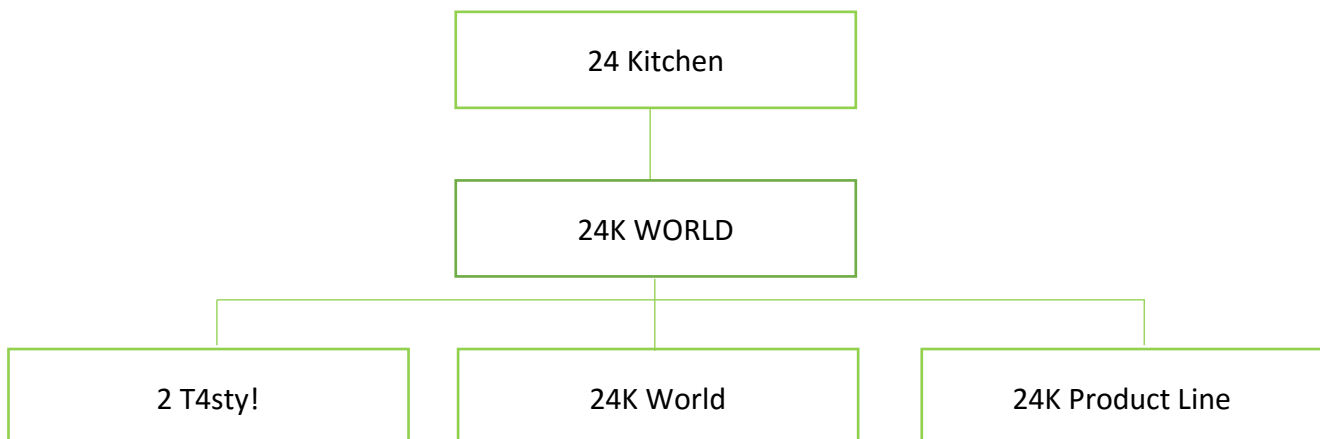 24 Kitchen
24K WORLD
2 T4sty!
24K World
24K Product Line